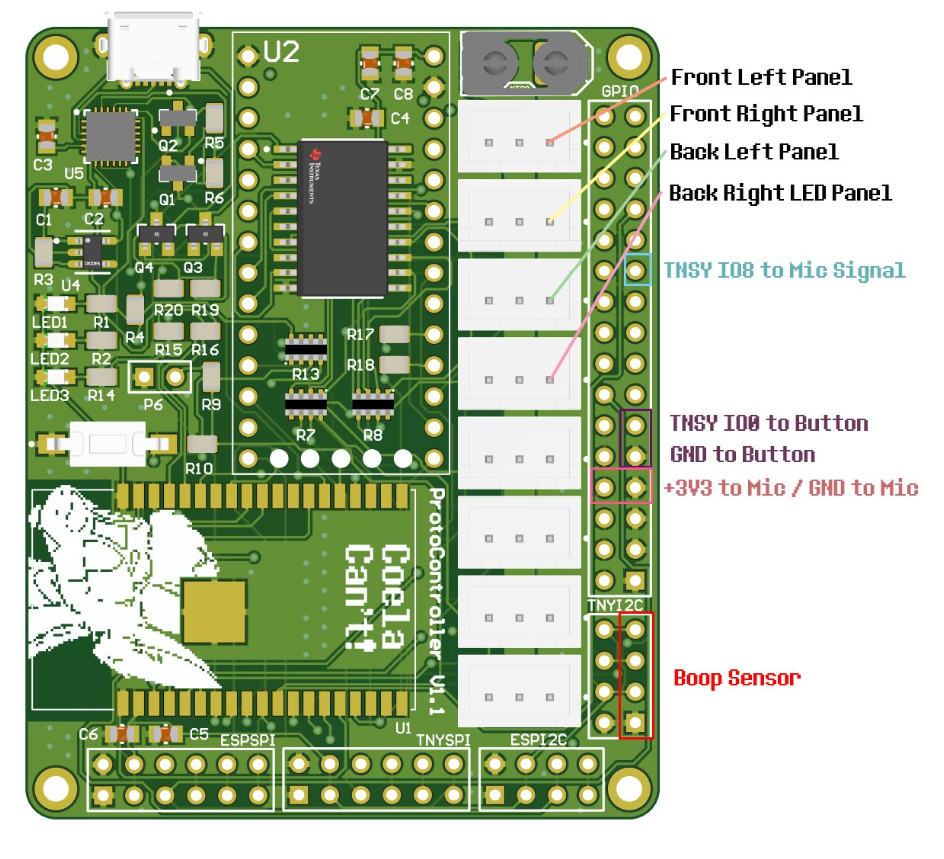 U2
C7
C8
C4
GPIO
Front Left Panel
Front Right Panel
Back Left Panel
Back Right LED Panel
TNSY IO8 to Mic Signal
TNSY IO0 to Button
GND to Button
+3V3 to Mic / GND to Mic
Boop Sensor
C3
U5
Q2
R5
Q1
R6
C1
C2
Q4
Q3
R3
U4
TEXAS
INSTRUMENTS
LED1
R1
R4
R20
R19
LED2
R2
R15
R16
LED3
R14
P6
R9
R13
R17
R18
R7
R8
R10
ProtoController V1.1
Coela
Can't!
TNYI2C
U1
C6
C5
ESPSPI
TNYSPI
ESPI2C